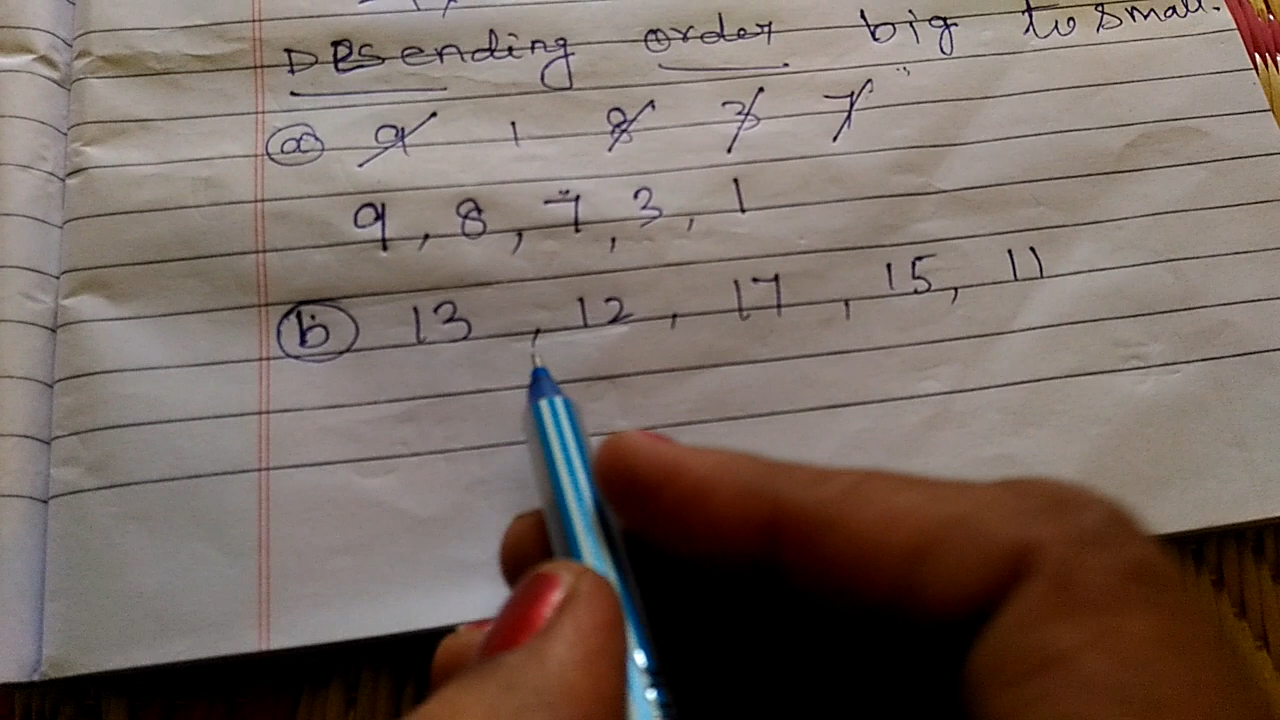 Desending order big to small.
a 9 1 8 3 7
9, 8, 7, 3, 1
b 13, 12, 17, 15, 11